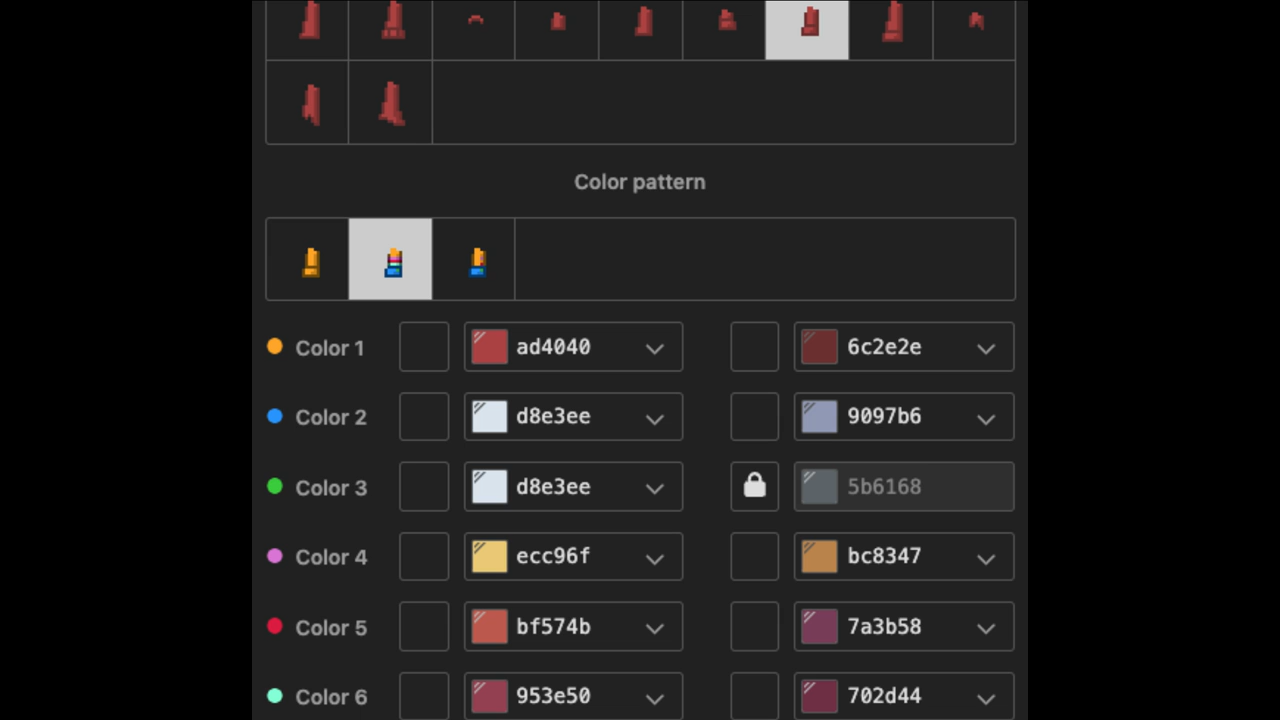 Color pattern
Color 1 ad4040 6c2e2e
Color 2 d8e3ee 9097b6
Color 3 d8e3ee 5b6168
Color 4 ecc96f bc8347
Color 5 bf574b 7a3b58
Color 6 953e50 702d44